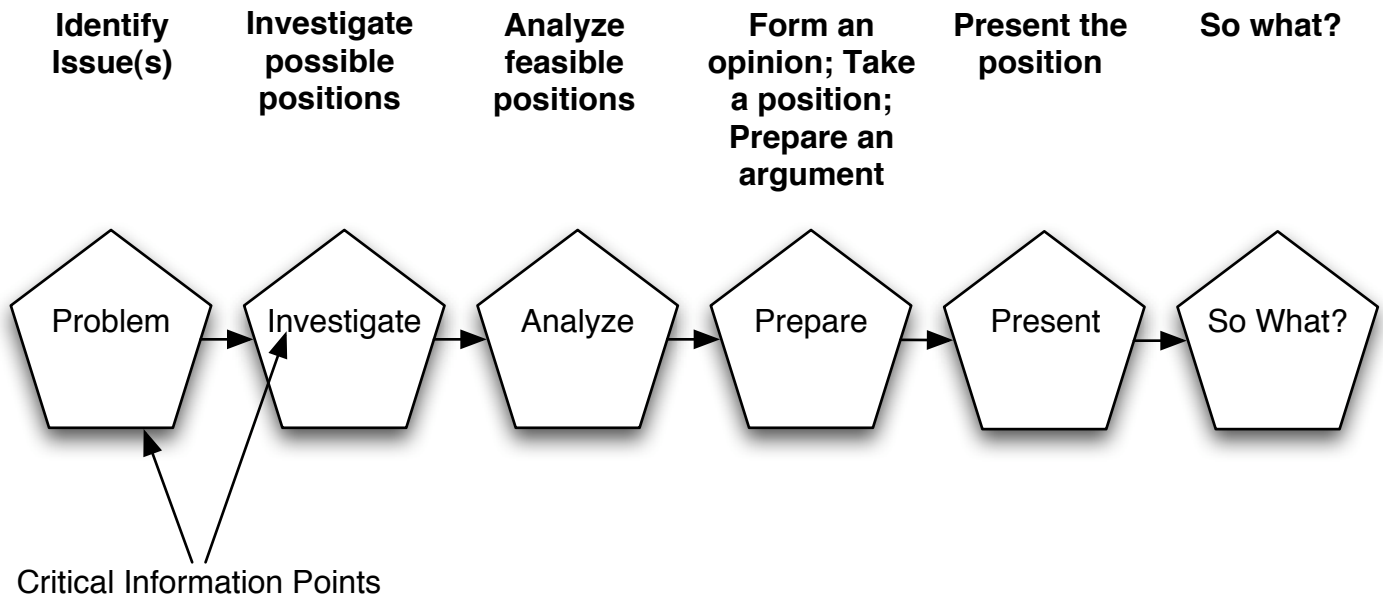 Identify
Issue(s)
Investigate
possible
positions
Analyze
feasible
positions
Form an
opinion; Take
a position;
Prepare an
argument
Present the
position
So what?
Problem
Investigate
Analyze
Prepare
Present
So What?
Critical Information Points